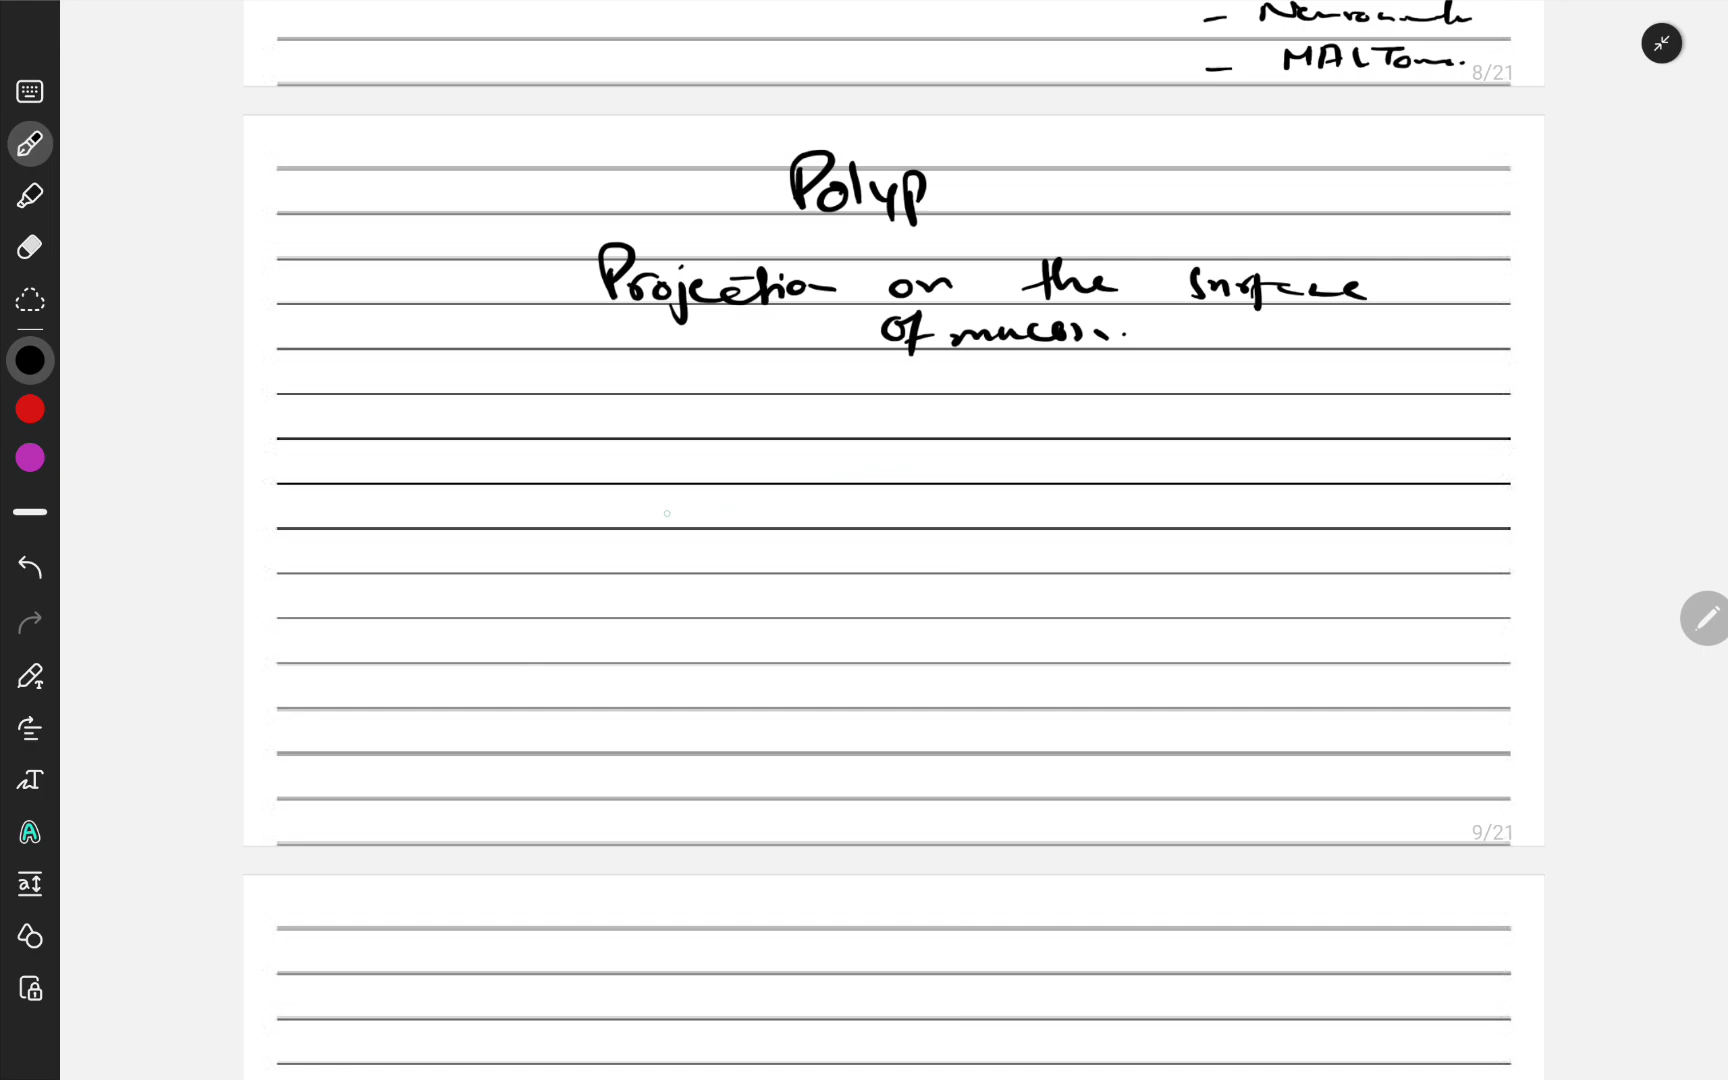 -
- MALToma.
8/21
Polyp
Projection on the surface
of mucosa.
9/21